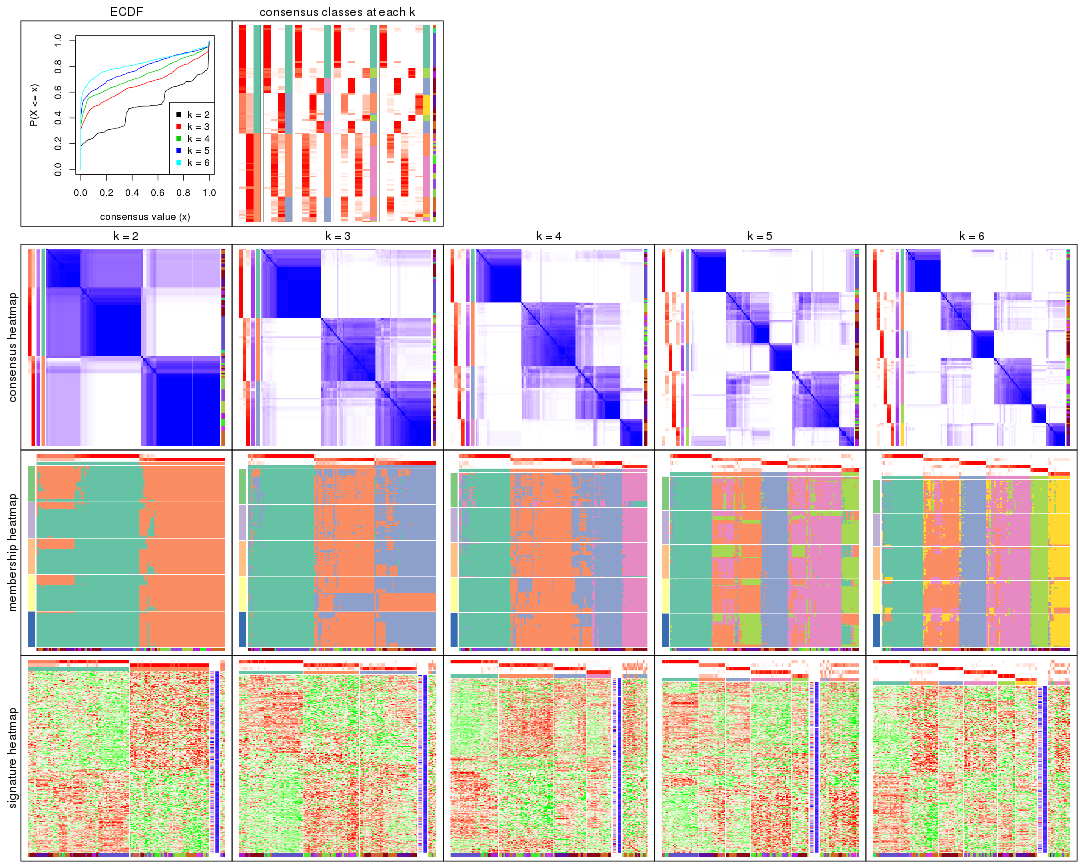 ECDF
consensus classes at each k
P(X <= x)
0.0 0.2 0.4 0.6 0.8 1.0
k = 2
k = 3
k = 4
k = 5
k = 6
0.0 0.2 0.4 0.6 0.8 1.0
consensus value (x)
k = 2
k = 3
k = 4
k = 5
k = 6
consensus heatmap
membership heatmap
signature heatmap